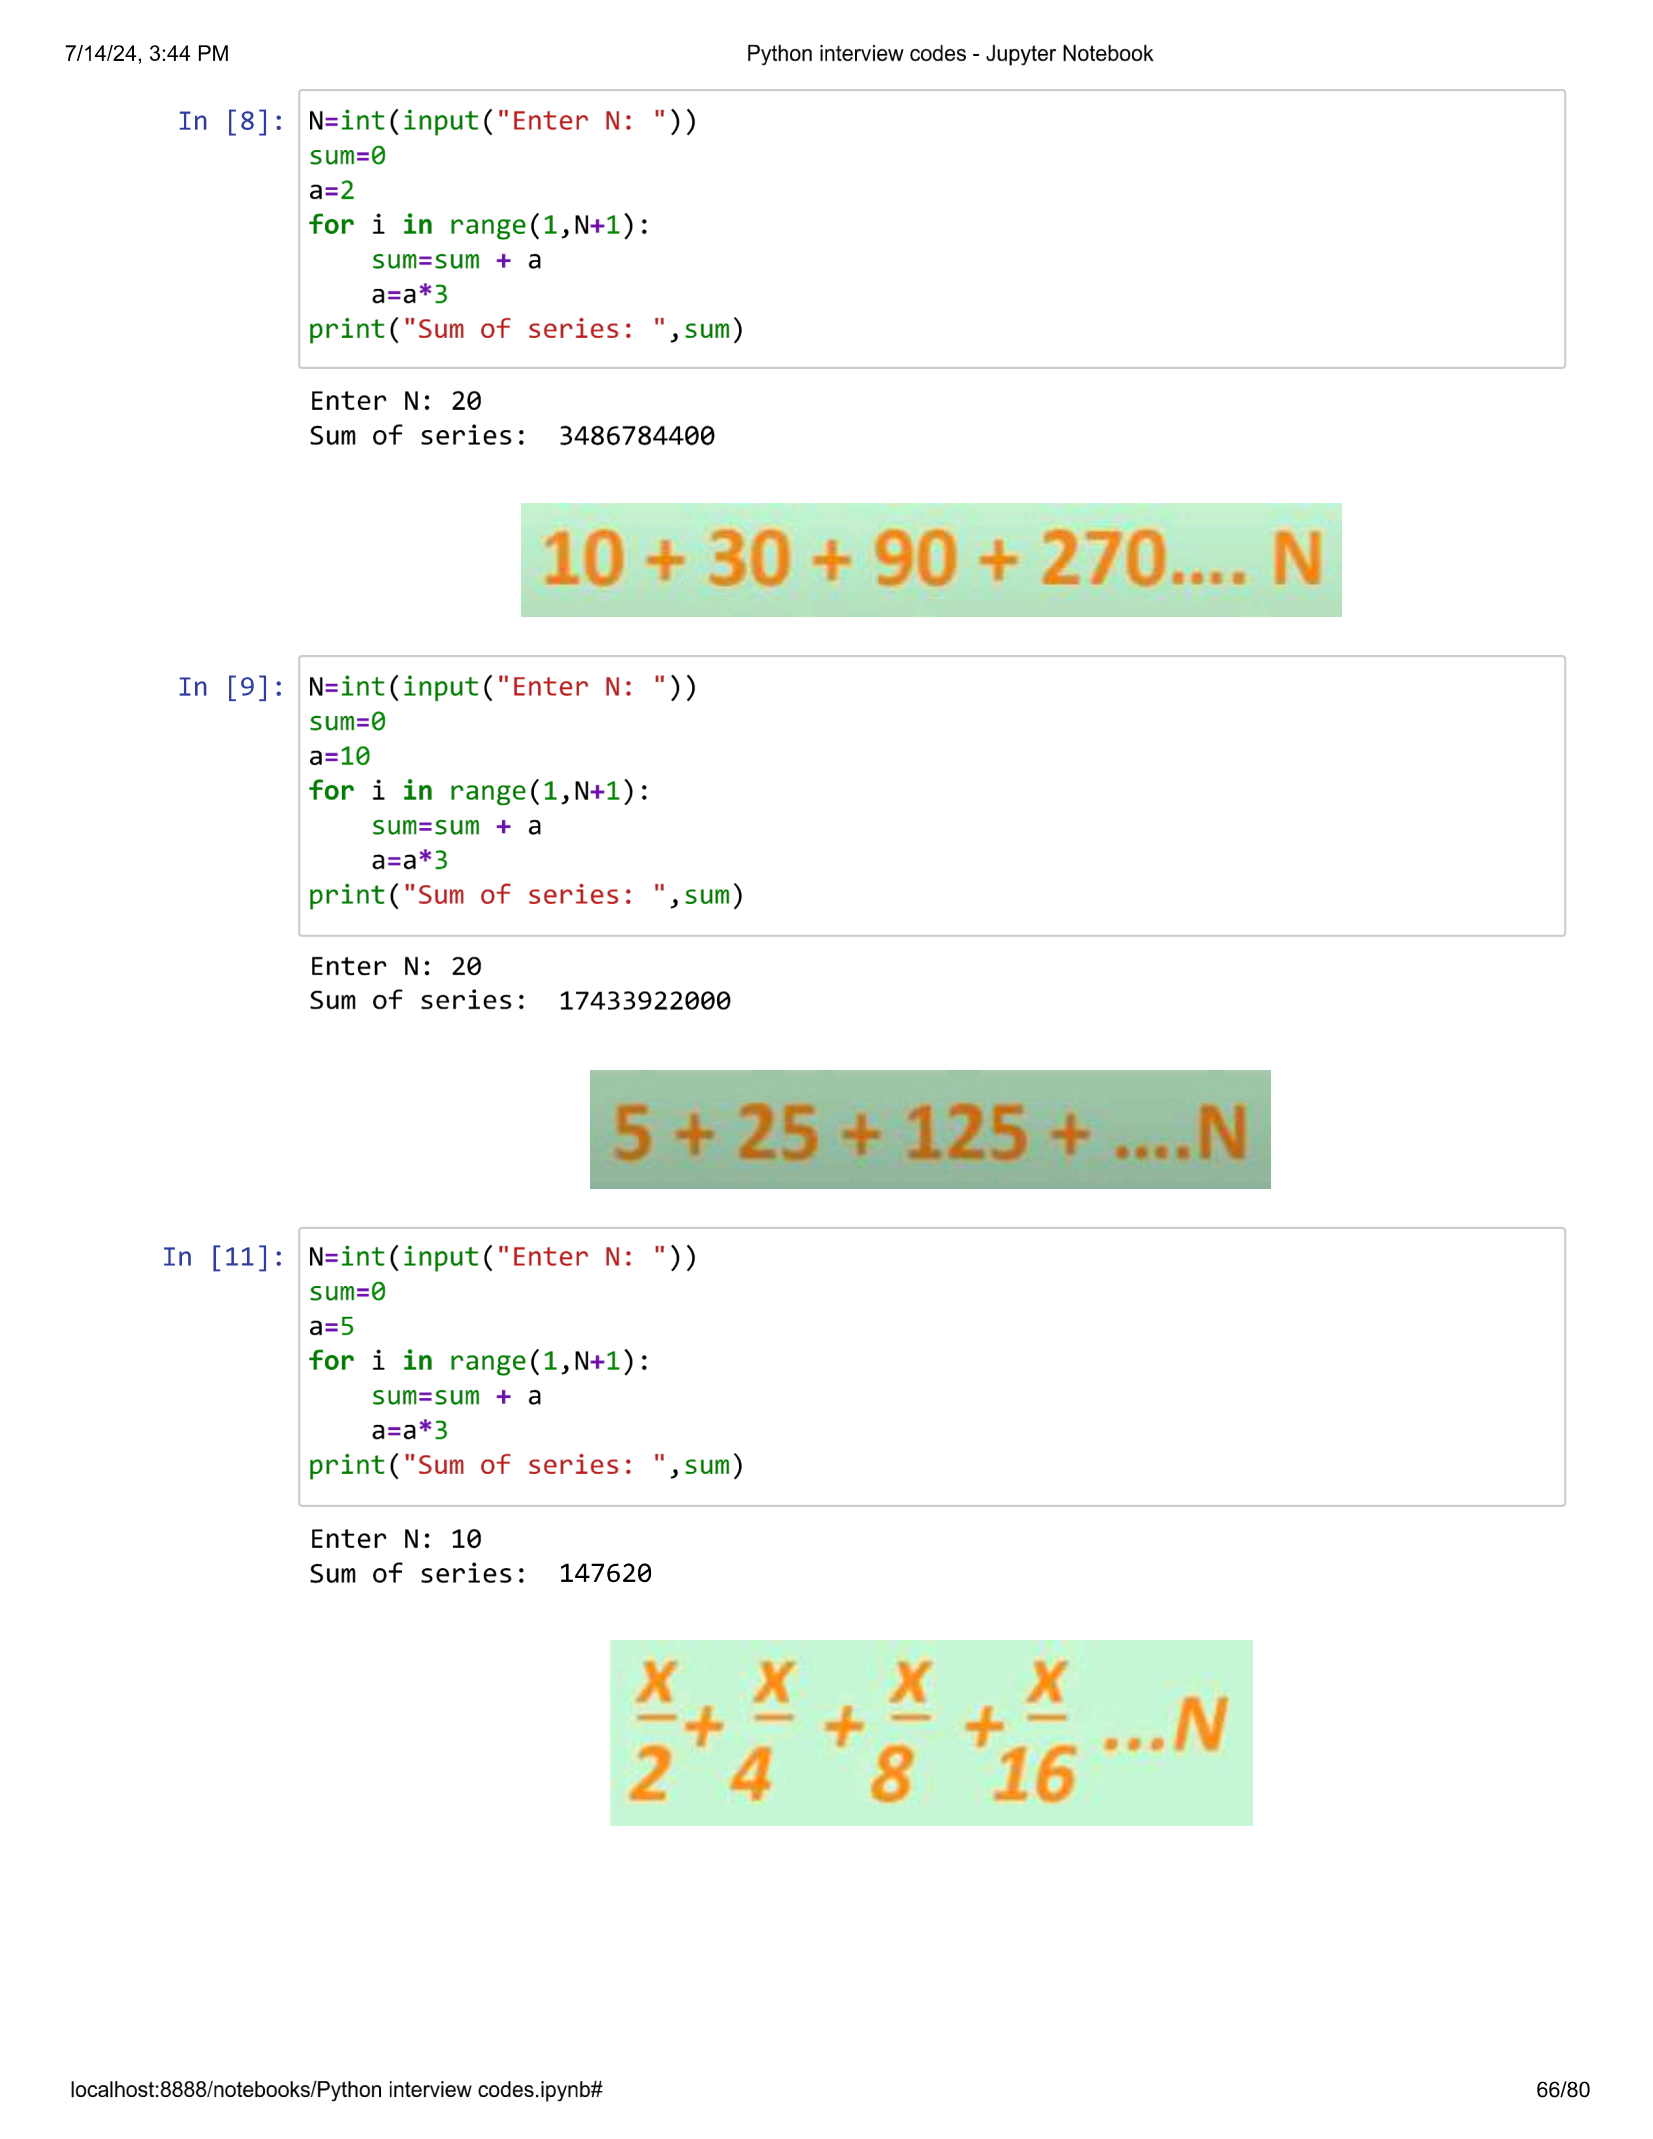 7/14/24, 3:44 PM Python interview codes - Jupyter Notebook
In [8]: N=int(input("Enter N: "))
sum=0
a=2
for i in range(1,N+1):
    sum=sum + a
    a=a*3
print("Sum of series: ",sum)
Enter N: 20
Sum of series:  3486784400
10 + 30 + 90 + 270.... N
In [9]: N=int(input("Enter N: "))
sum=0
a=10
for i in range(1,N+1):
    sum=sum + a
    a=a*3
print("Sum of series: ",sum)
Enter N: 20
Sum of series:  17433922000
5 + 25 + 125 + ....N
In [11]: N=int(input("Enter N: "))
sum=0
a=5
for i in range(1,N+1):
    sum=sum + a
    a=a*3
print("Sum of series: ",sum)
Enter N: 10
Sum of series:  147620
x/2 + x/4 + x/8 + x/16 ...N
localhost:8888/notebooks/Python interview codes.ipynb# 66/80